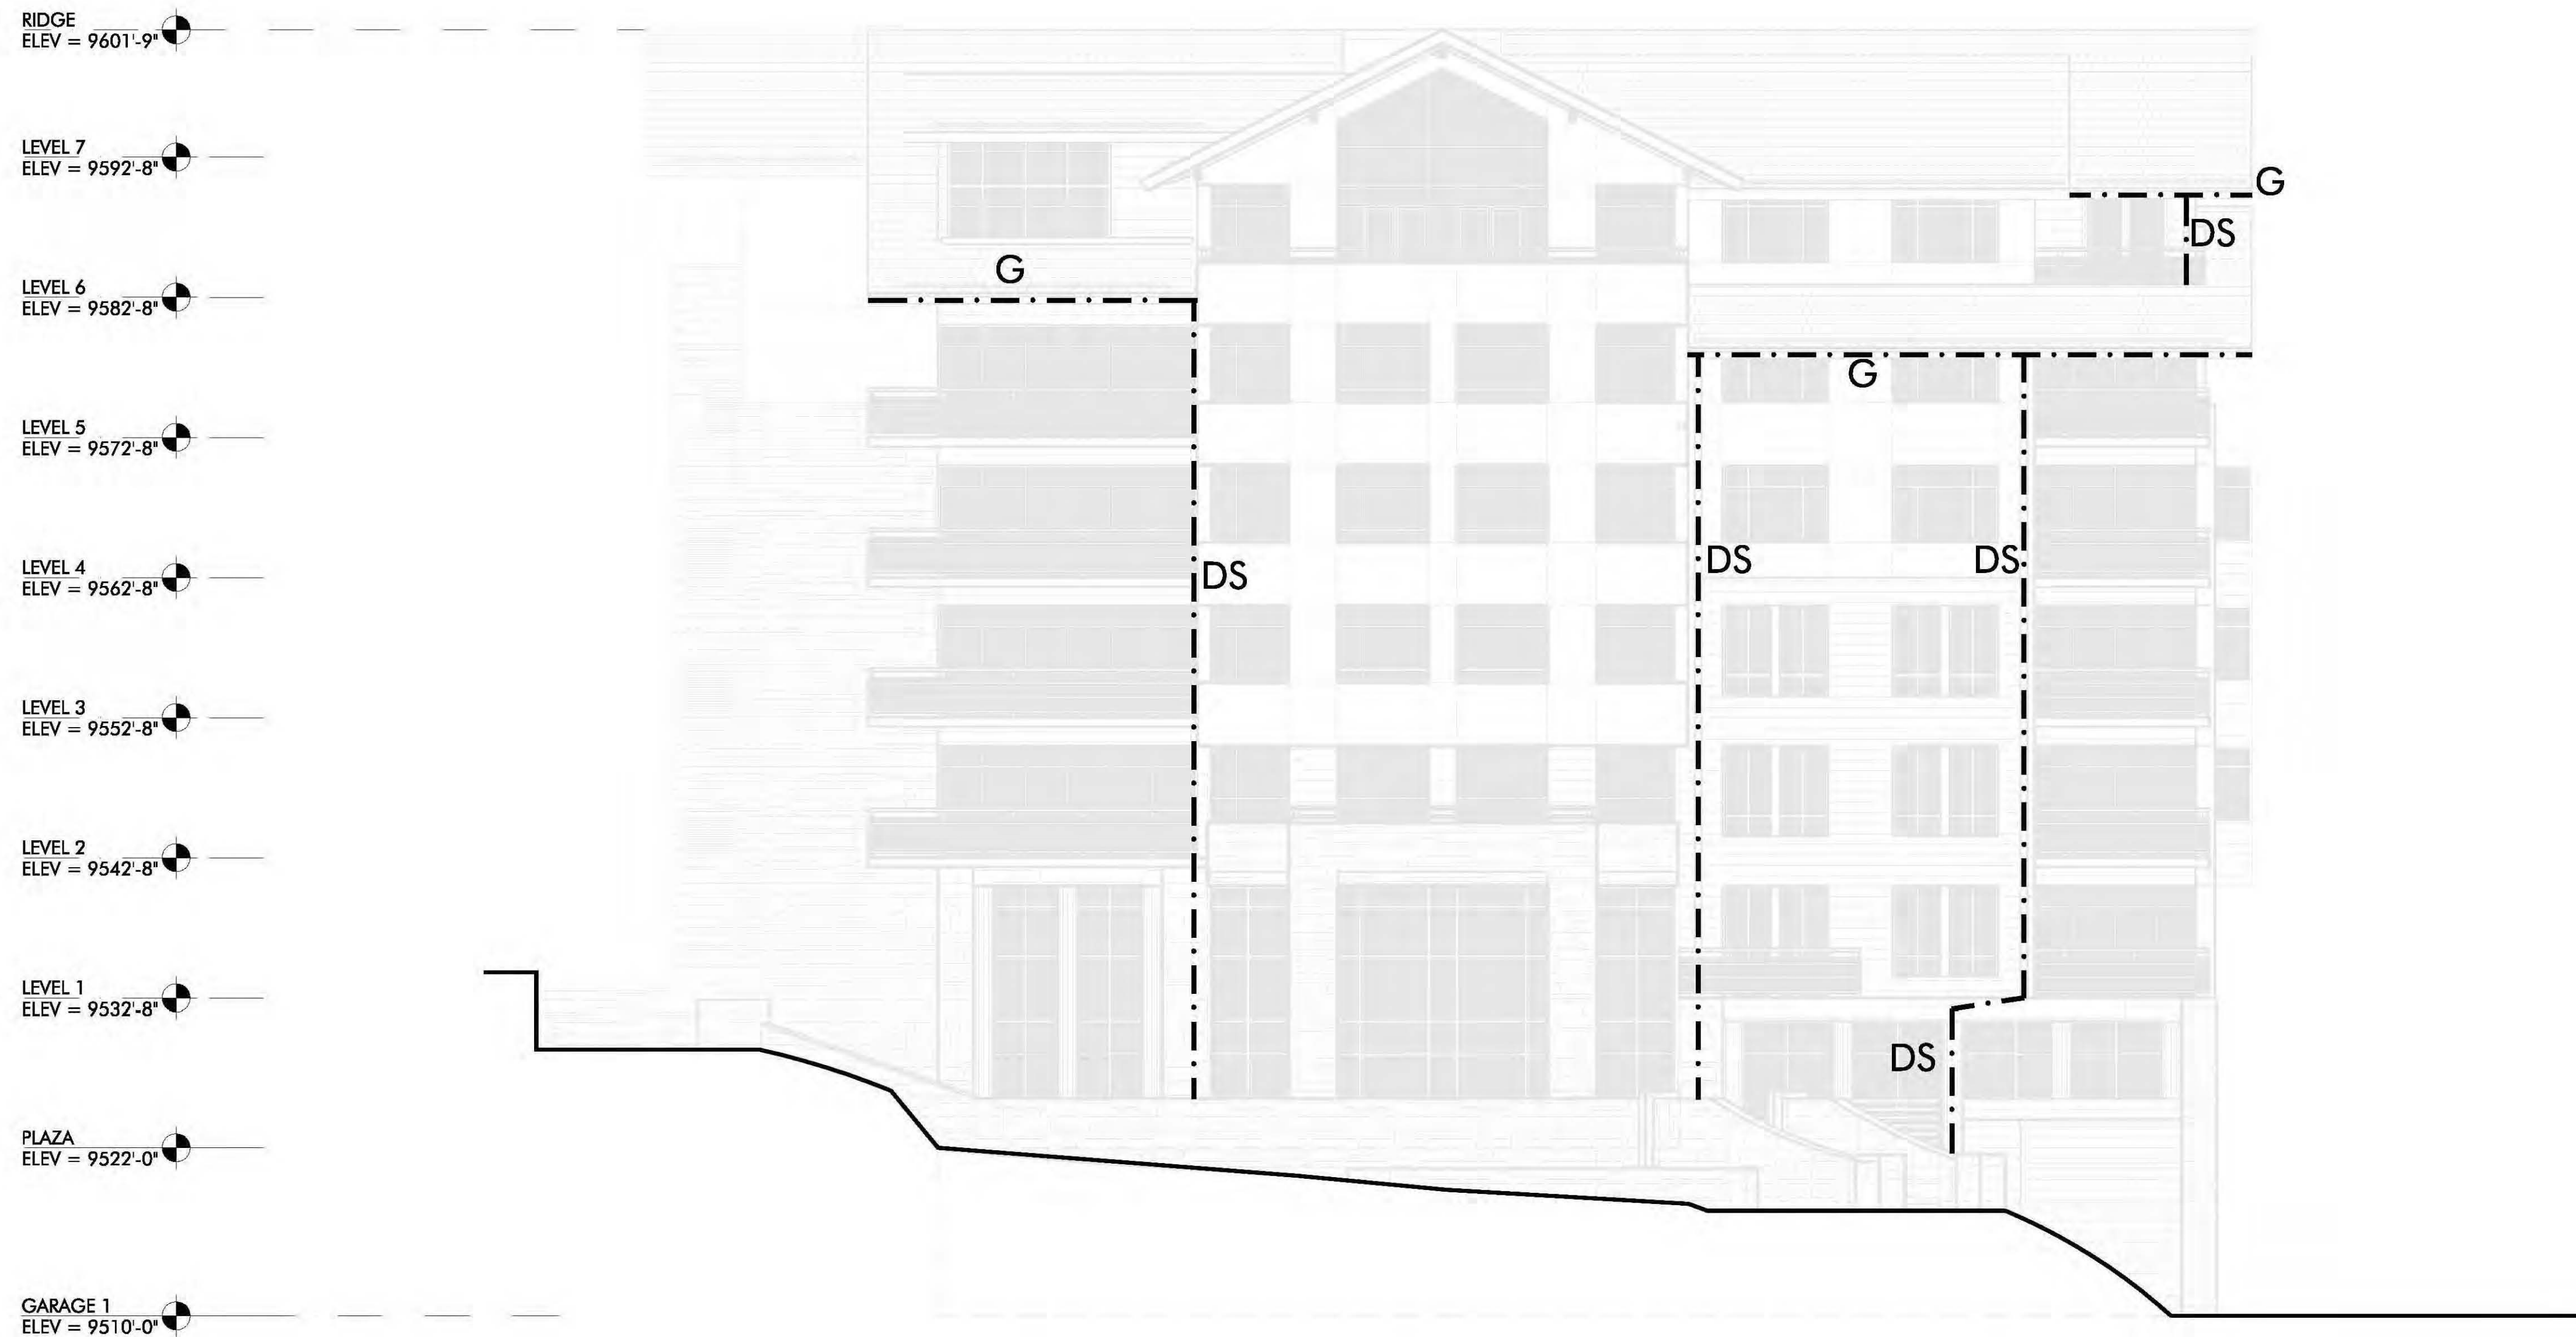 RIDGE
ELEV = 9601'-9"
LEVEL 7
ELEV = 9592'-8"
G
DS
G
LEVEL 6
ELEV = 9582'-8"
G
LEVEL 5
ELEV = 9572'-8"
DS
DS
DS
LEVEL 4
ELEV = 9562'-8"
LEVEL 3
ELEV = 9552'-8"
LEVEL 2
ELEV = 9542'-8"
LEVEL 1
ELEV = 9532'-8"
DS
PLAZA
ELEV = 9522'-0"
GARAGE 1
ELEV = 9510'-0"